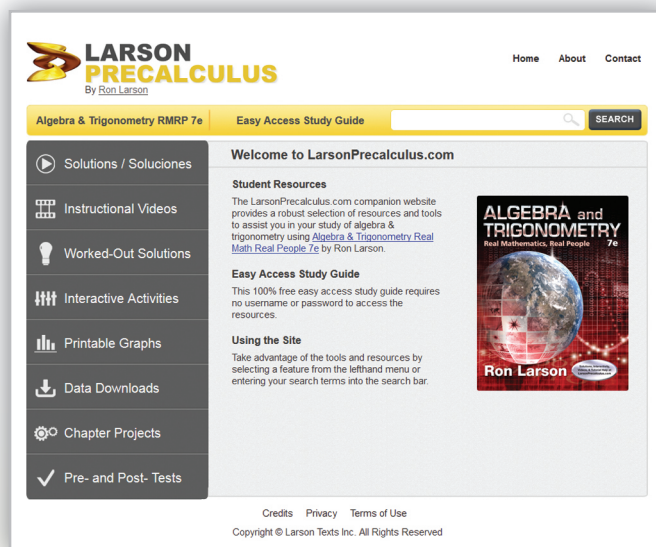 LARSON
PRECALCULUS
By Ron Larson
Home About Contact
Algebra & Trigonometry RMRP 7e Easy Access Study Guide SEARCH
Solutions / Soluciones
Instructional Videos
Worked-Out Solutions
Interactive Activities
Printable Graphs
Data Downloads
Chapter Projects
Pre- and Post- Tests
Welcome to LarsonPrecalculus.com
Student Resources
The LarsonPrecalculus.com companion website
provides a robust selection of resources and tools
to assist you in your study of algebra &
trigonometry using Algebra & Trigonometry Real
Math Real People 7e by Ron Larson.
Easy Access Study Guide
This 100% free easy access study guide requires
no username or password to access the
resources.
Using the Site
Take advantage of the tools and resources by
selecting a feature from the lefthand menu or
entering your search terms into the search bar.
ALGEBRA and
TRIGONOMETRY
Real Mathematics, Real People 7e
Ron Larson
Credits Privacy Terms of Use
Copyright © Larson Texts Inc. All Rights Reserved